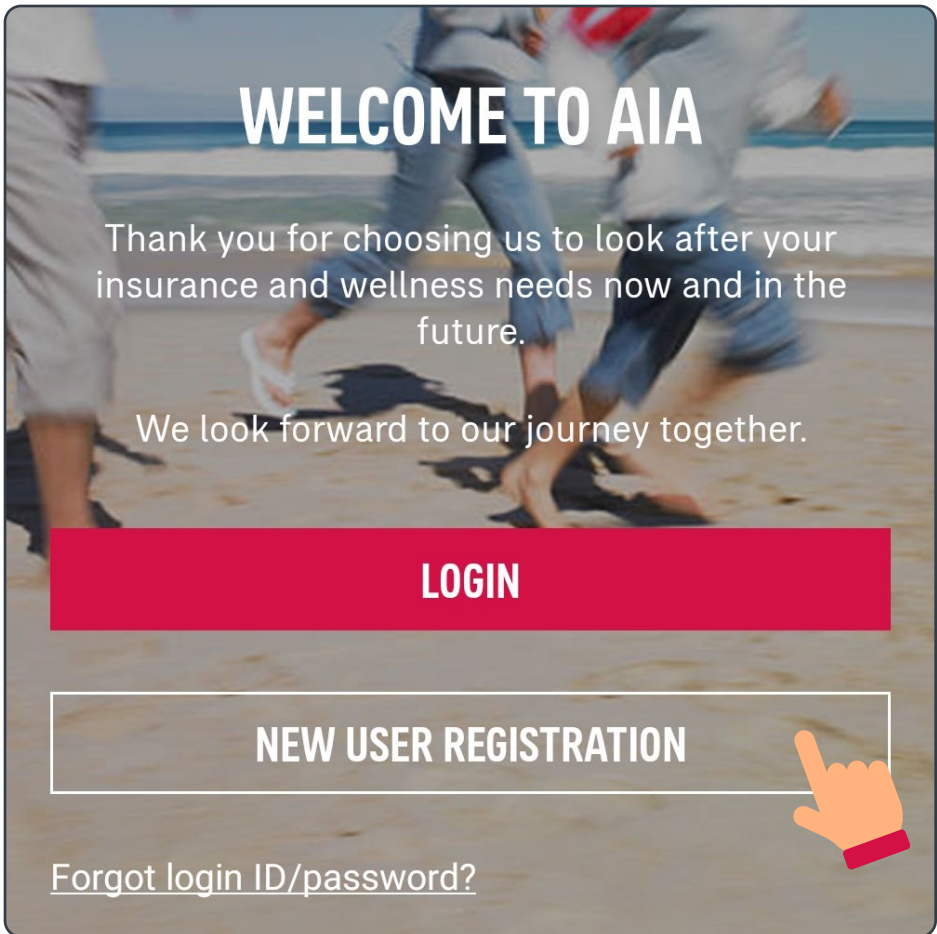 WELCOME TO AIA
Thank you for choosing us to look after your
insurance and wellness needs now and in the
future.
We look forward to our journey together.
LOGIN
NEW USER REGISTRATION
Forgot login ID/password?